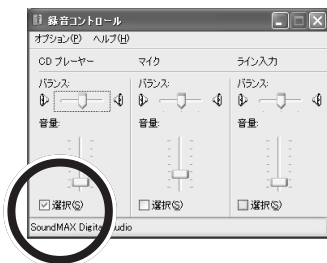 録音コントロール
オプション(P) ヘルプ(H)
CD プレーヤー マイク ライン入力
バランス: バランス: バランス:
音量: 音量: 音量:
選択(S) 選択(S) 選択(S)
SoundMAX Digital Audio